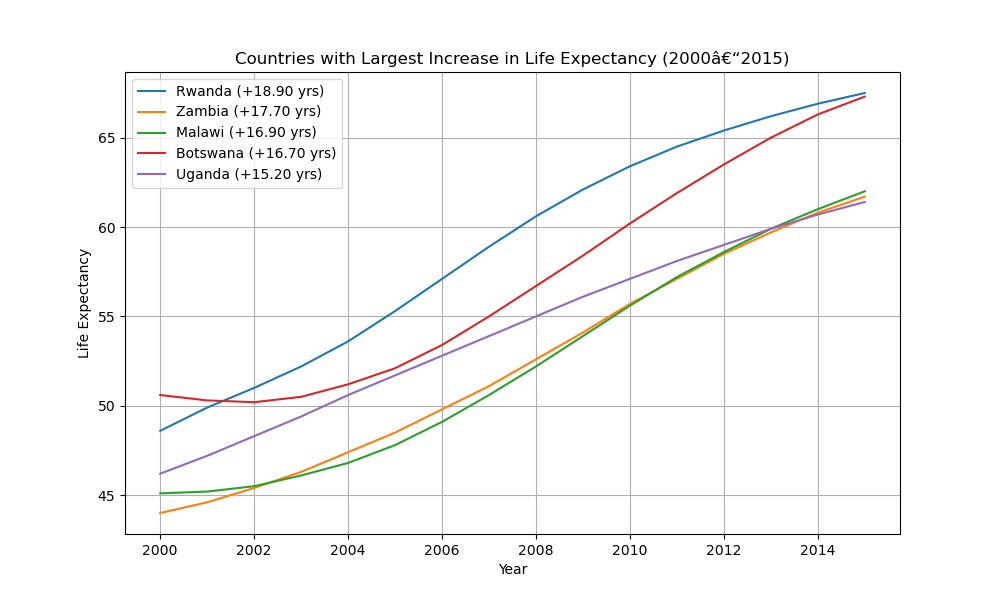 Countries with Largest Increase in Life Expectancy (2000â€“2015)
Rwanda (+18.90 yrs)
Zambia (+17.70 yrs)
Malawi (+16.90 yrs)
Botswana (+16.70 yrs)
Uganda (+15.20 yrs)
Life Expectancy
65
60
55
50
45
2000 2002 2004 2006 2008 2010 2012 2014
Year